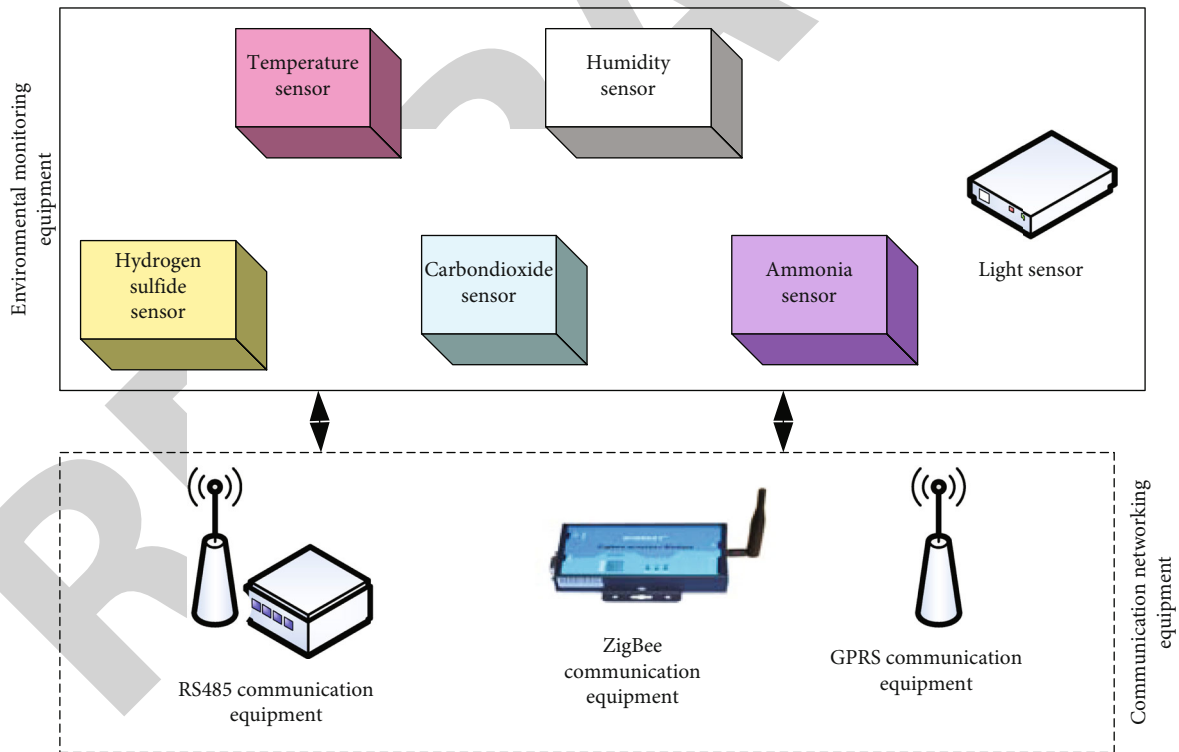 Environmental monitoring
equipment
Temperature
sensor
Humidity
sensor
Hydrogen
sulfide
sensor
Carbondioxide
sensor
Ammonia
sensor
Light sensor
RS485 communication
equipment
ZigBee
communication
equipment
GPRS communication
equipment
Communication networking
equipment